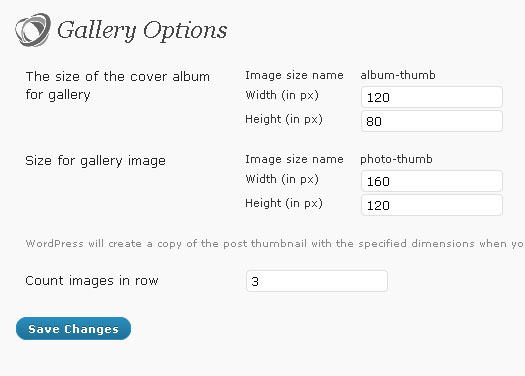 Gallery Options
The size of the cover album
for gallery
Image size name album-thumb
Width (in px) 120
Height (in px) 80
Size for gallery image
Image size name photo-thumb
Width (in px) 160
Height (in px) 120
WordPress will create a copy of the post thumbnail with the specified dimensions when yo
Count images in row 3
Save Changes